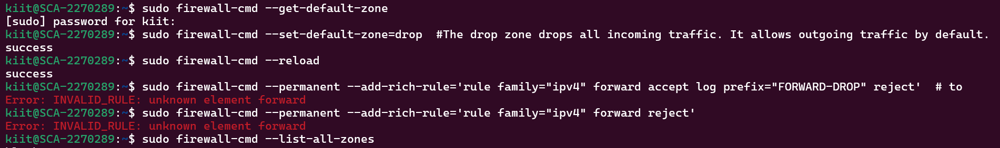 kiit@SCA-2270289:~$ sudo firewall-cmd --get-default-zone
[sudo] password for kiit:
kiit@SCA-2270289:~$ sudo firewall-cmd --set-default-zone=drop  #The drop zone drops all incoming traffic. It allows outgoing traffic by default.
success
kiit@SCA-2270289:~$ sudo firewall-cmd --reload
success
kiit@SCA-2270289:~$ sudo firewall-cmd --permanent --add-rich-rule='rule family="ipv4" forward accept log prefix="FORWARD-DROP" reject'  # to
Error: INVALID_RULE: unknown element forward
kiit@SCA-2270289:~$ sudo firewall-cmd --permanent --add-rich-rule='rule family="ipv4" forward reject'
Error: INVALID_RULE: unknown element forward
kiit@SCA-2270289:~$ sudo firewall-cmd --list-all-zones